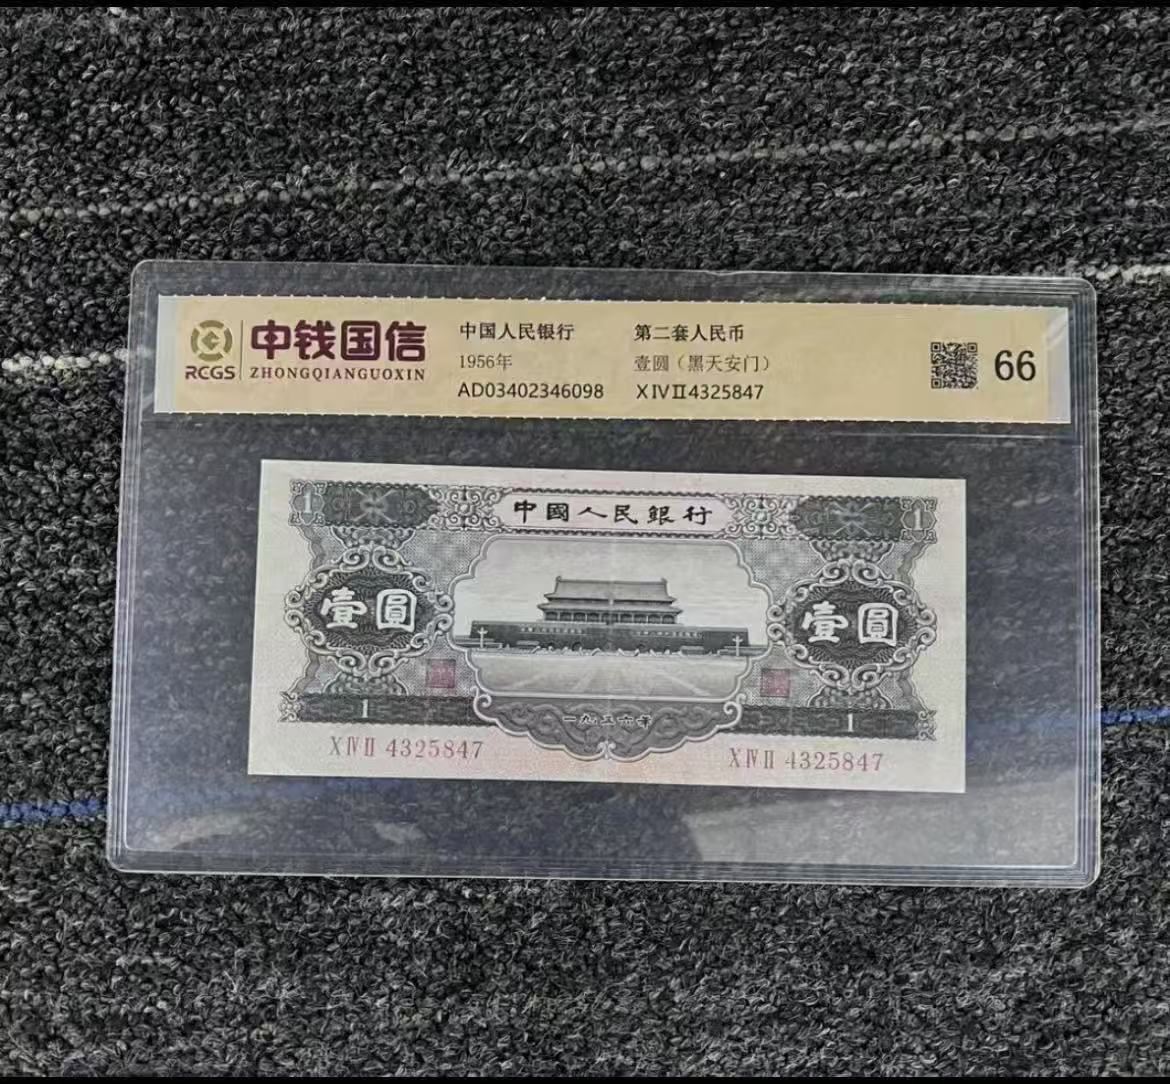 中钱国信
RCGS
ZHONGQIANGUOXIN
中国人民银行
1956年
AD03402346098
第二套人民币
壹圆（黑天安门）
XIVII4325847
66
1
中國人民銀行
1
壹圓
壹圓
1
一九五六年
1
XIVII 4325847
XIVII 4325847